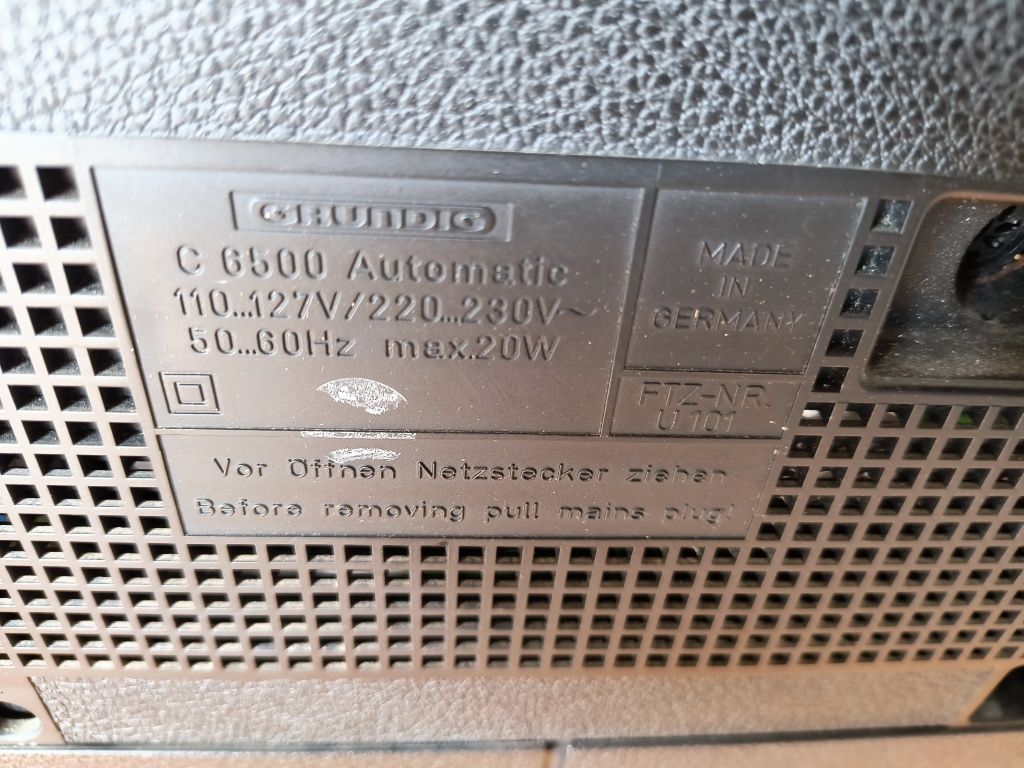 GRUNDIG
C 6500 Automatic
110...127V/220...230V~
50...60Hz max.20W
MADE
IN
GERMANY
FTZ-NR.
U 101
Vor Öffnen Netzstecker ziehen
Before removing pull mains plug!